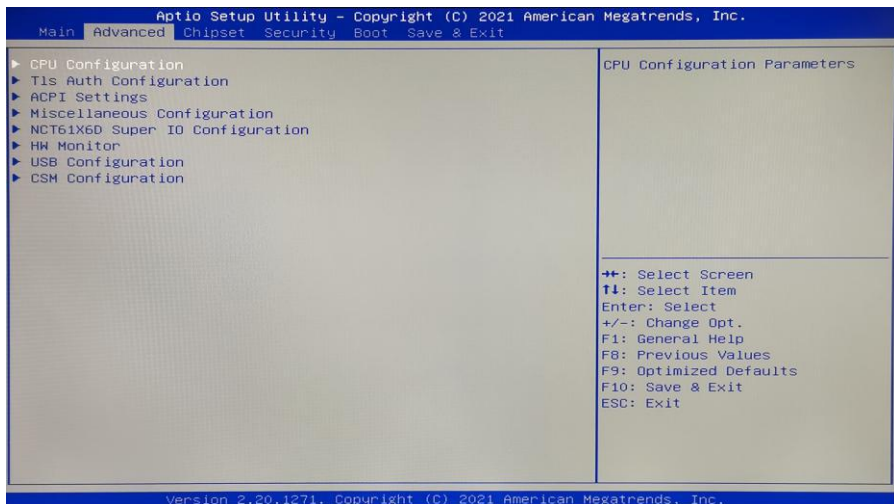 Aptio Setup Utility – Copyright (C) 2021 American Megatrends, Inc.
Main Advanced Chipset Security Boot Save & Exit
▶ CPU Configuration
▶ Tls Auth Configuration
▶ ACPI Settings
▶ Miscellaneous Configuration
▶ NCT61X6D Super IO Configuration
▶ HW Monitor
▶ USB Configuration
▶ CSM Configuration
CPU Configuration Parameters
→←: Select Screen
↑↓: Select Item
Enter: Select
+/-: Change Opt.
F1: General Help
F8: Previous Values
F9: Optimized Defaults
F10: Save & Exit
ESC: Exit
Version 2.20.1271. Copyright (C) 2021 American Megatrends, Inc.